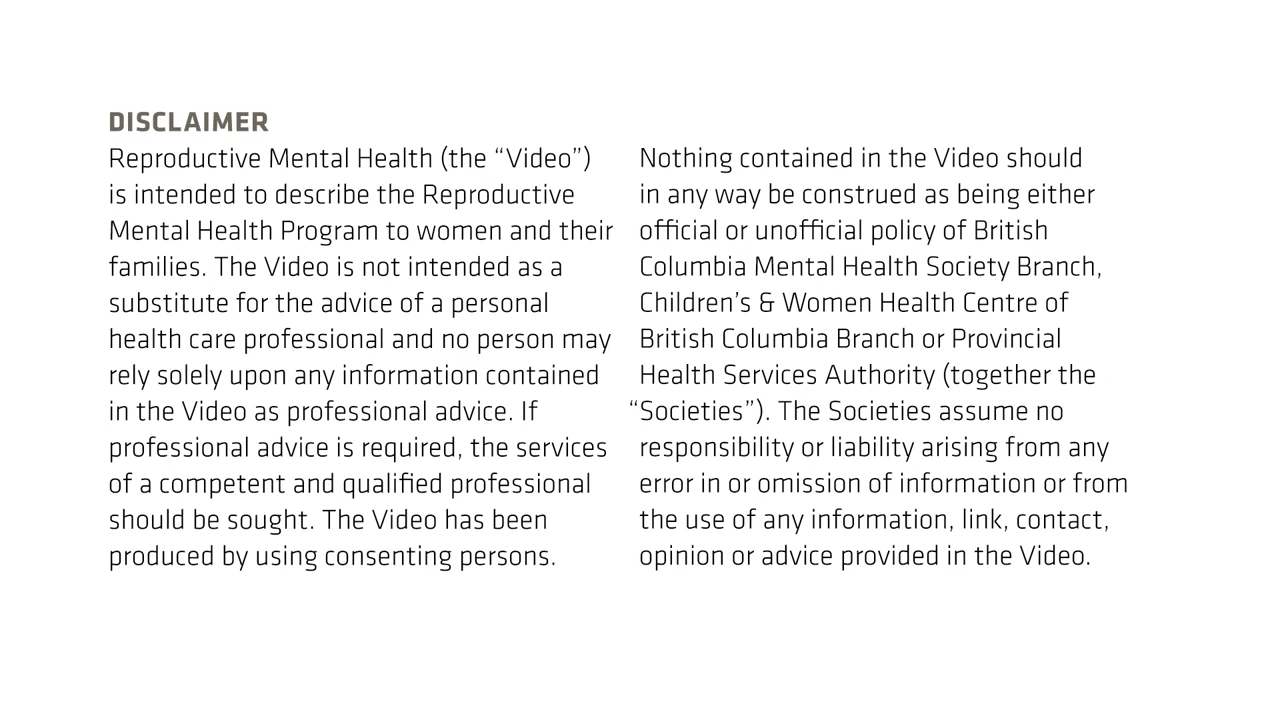 DISCLAIMER
Reproductive Mental Health (the “Video”)
is intended to describe the Reproductive
Mental Health Program to women and their
families. The Video is not intended as a
substitute for the advice of a personal
health care professional and no person may
rely solely upon any information contained
in the Video as professional advice. If
professional advice is required, the services
of a competent and qualified professional
should be sought. The Video has been
produced by using consenting persons.
Nothing contained in the Video should
in any way be construed as being either
official or unofficial policy of British
Columbia Mental Health Society Branch,
Children’s & Women Health Centre of
British Columbia Branch or Provincial
Health Services Authority (together the
“Societies”). The Societies assume no
responsibility or liability arising from any
error in or omission of information or from
the use of any information, link, contact,
opinion or advice provided in the Video.